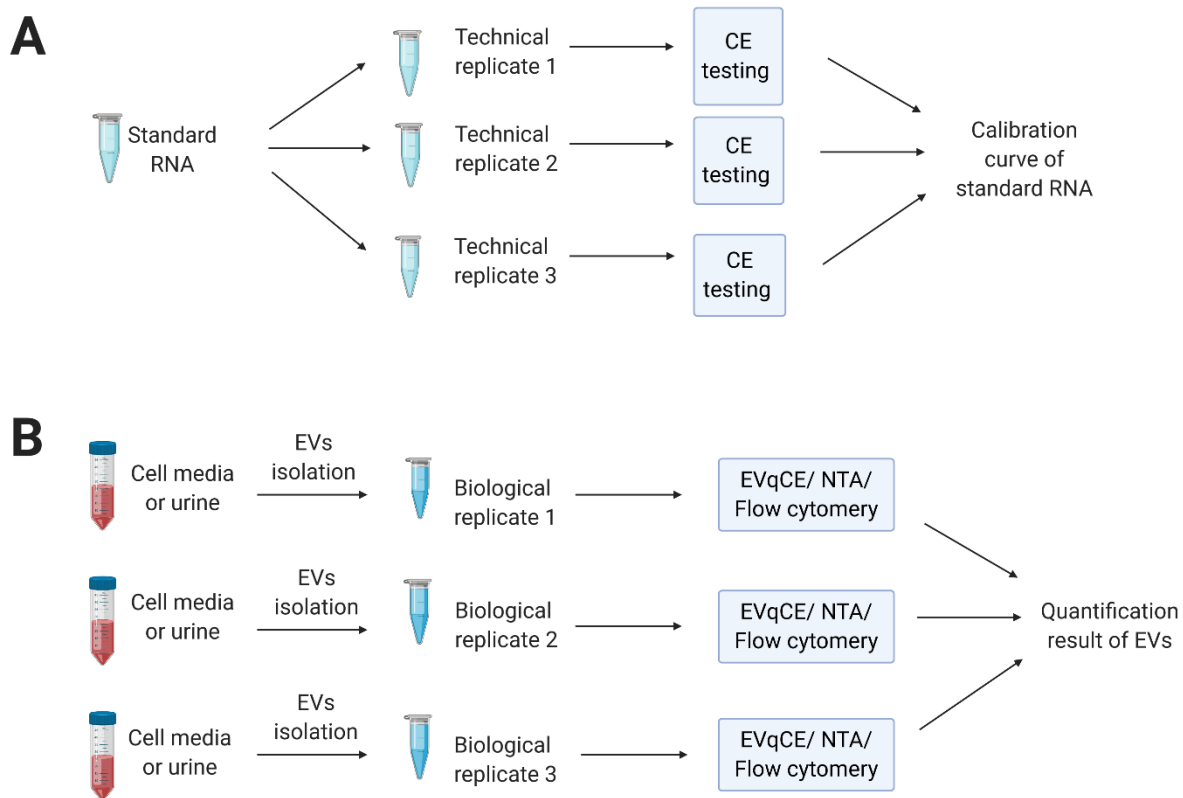 A
Standard
RNA
Technical
replicate 1
CE
testing
Technical
replicate 2
CE
testing
Technical
replicate 3
CE
testing
Calibration
curve of
standard RNA
B
Cell media
or urine
EVs
isolation
Biological
replicate 1
EVqCE/ NTA/
Flow cytomery
Cell media
or urine
EVs
isolation
Biological
replicate 2
EVqCE/ NTA/
Flow cytomery
Cell media
or urine
EVs
isolation
Biological
replicate 3
EVqCE/ NTA/
Flow cytomery
Quantification
result of EVs